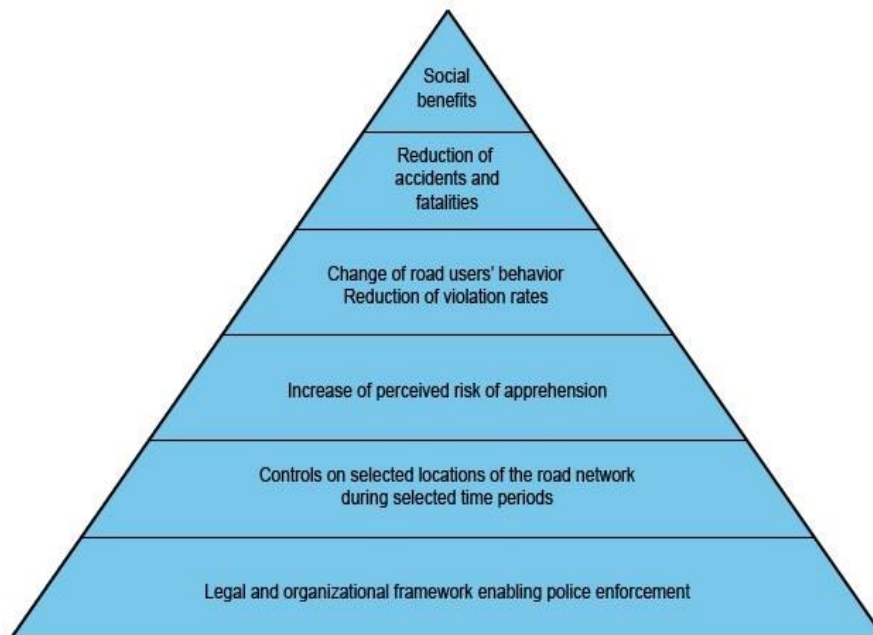 Social
benefits
Reduction of
accidents and
fatalities
Change of road users' behavior
Reduction of violation rates
Increase of perceived risk of apprehension
Controls on selected locations of the road network
during selected time periods
Legal and organizational framework enabling police enforcement